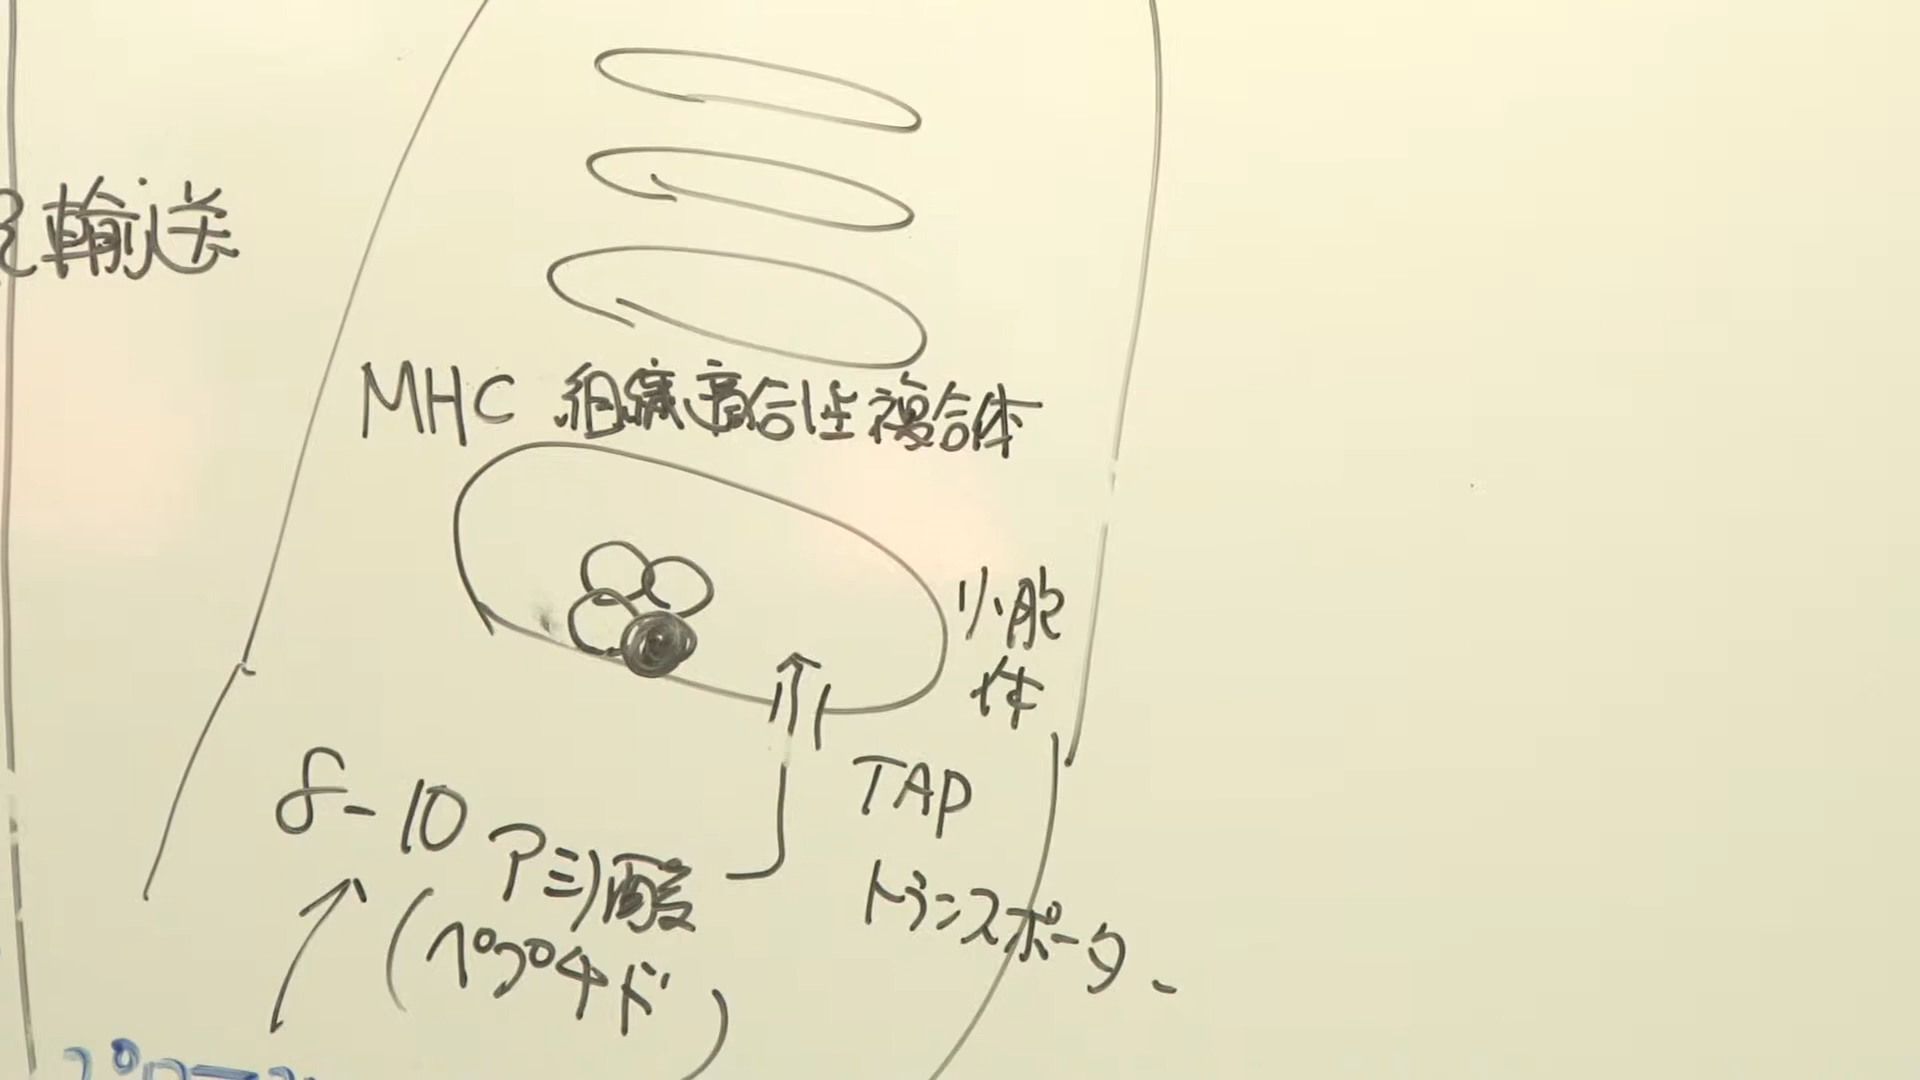 輸送
MHC 組織適合性複合体
小胞
体
TAP
トランスポーター
8-10 アミノ酸
(ペプチド)